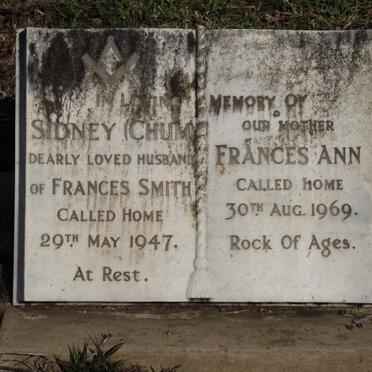 IN LOVING MEMORY OF
SIDNEY (CHUM)
DEARLY LOVED HUSBAND
OF FRANCES SMITH
CALLED HOME
29TH MAY 1947.
At Rest.
OUR MOTHER
FRANCES ANN
CALLED HOME
30TH AUG. 1969.
Rock Of Ages.